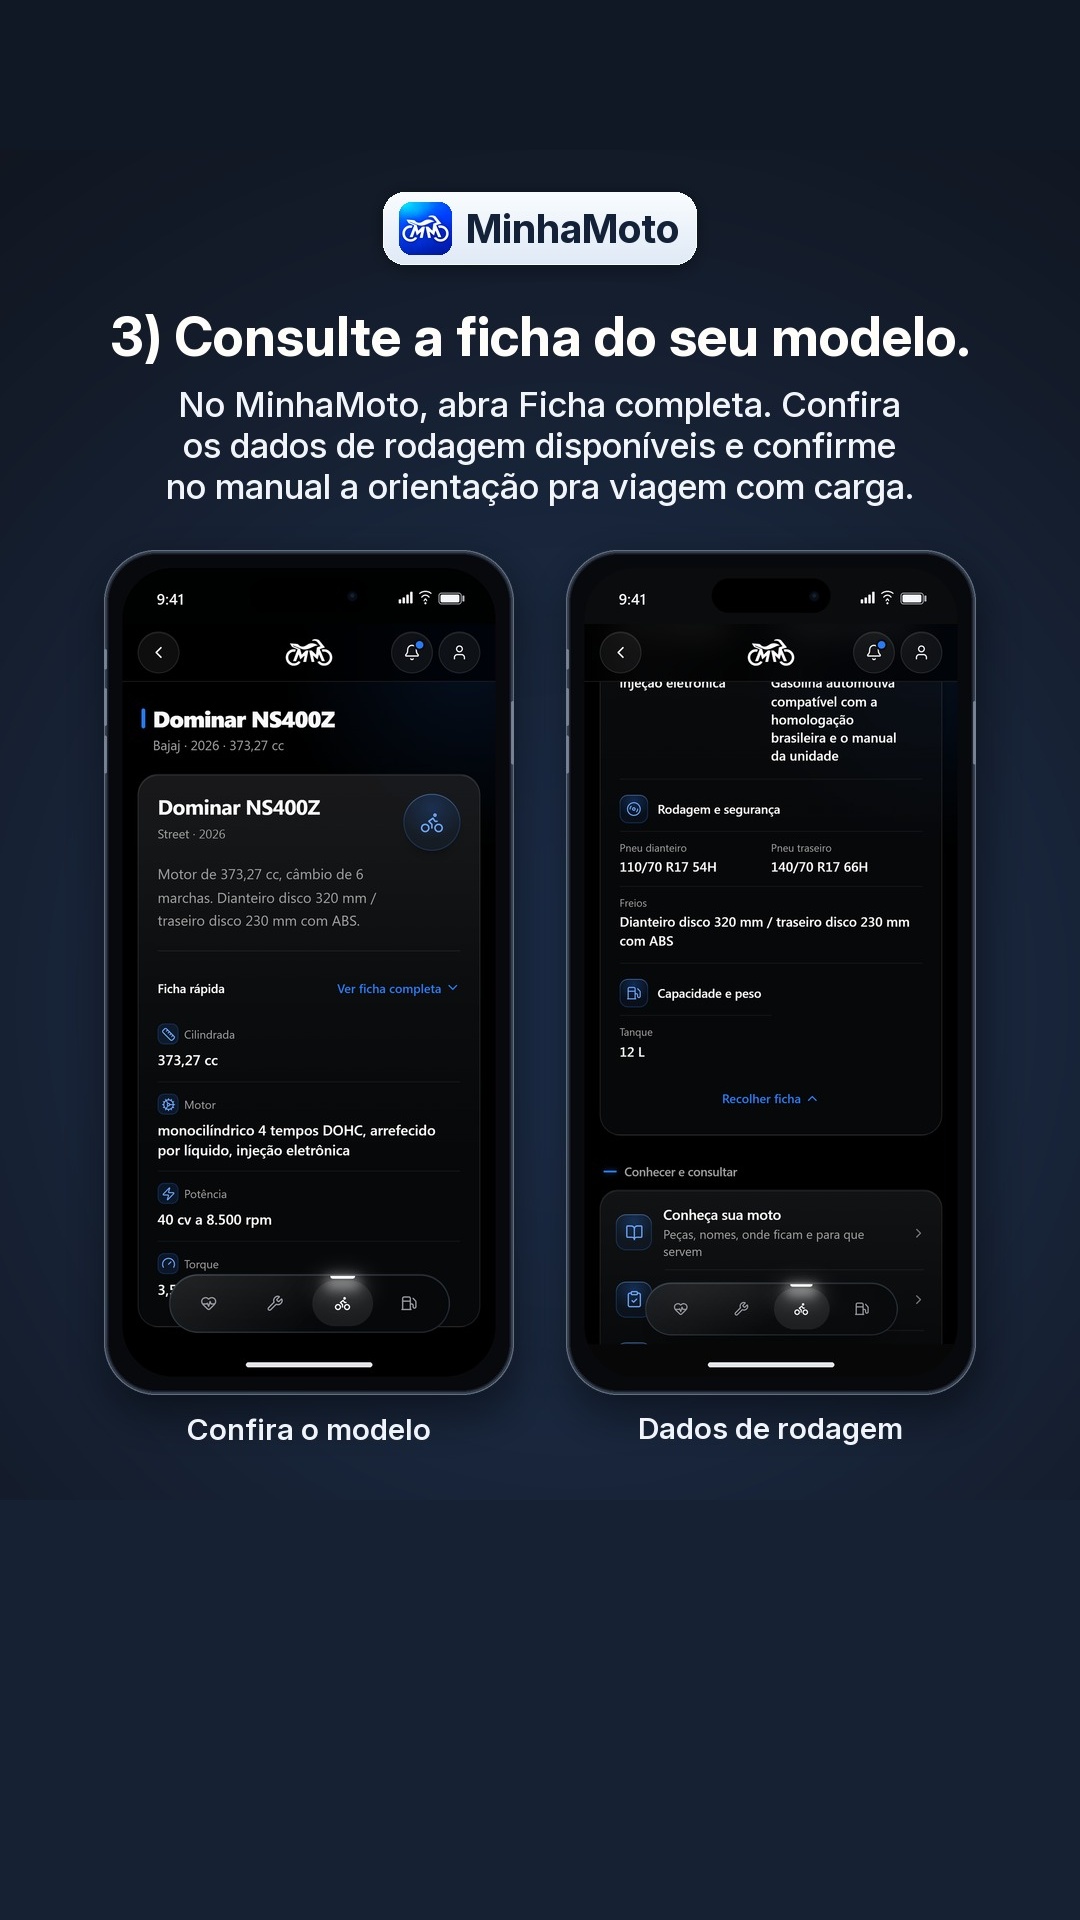 MinhaMoto
3) Consulte a ficha do seu modelo.
No MinhaMoto, abra Ficha completa. Confira
os dados de rodagem disponíveis e confirme
no manual a orientação pra viagem com carga.
9:41
MM
Dominar NS400Z
Bajaj · 2026 · 373,27 cc
Dominar NS400Z
Street · 2026
Motor de 373,27 cc, câmbio de 6
marchas. Dianteiro disco 320 mm /
traseiro disco 230 mm com ABS.
Ficha rápida
Ver ficha completa
Cilindrada
373,27 cc
Motor
monocilíndrico 4 tempos DOHC, arrefecido
por líquido, injeção eletrônica
Potência
40 cv a 8.500 rpm
Torque
Confira o modelo
9:41
MM
injeção eletrônica
Gasolina automotiva
compatível com a
homologação
brasileira e o manual
da unidade
Rodagem e segurança
Pneu dianteiro
110/70 R17 54H
Pneu traseiro
140/70 R17 66H
Freios
Dianteiro disco 320 mm / traseiro disco 230 mm
com ABS
Capacidade e peso
Tanque
12 L
Recolher ficha
Conhecer e consultar
Conheça sua moto
Peças, nomes, onde ficam e para que
servem
Dados de rodagem